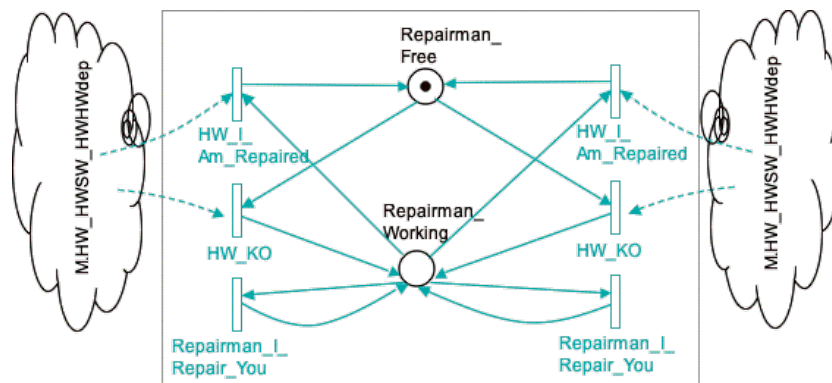 Repairman_
Free
M.HW_HWSW_HWHWdep
HW_I_
Am_Repaired
HW_I_
Am_Repaired
M.HW_HWSW_HWHWdep
Repairman_
Working
HW_KO
HW_KO
Repairman_I_
Repair_You
Repairman_I_
Repair_You